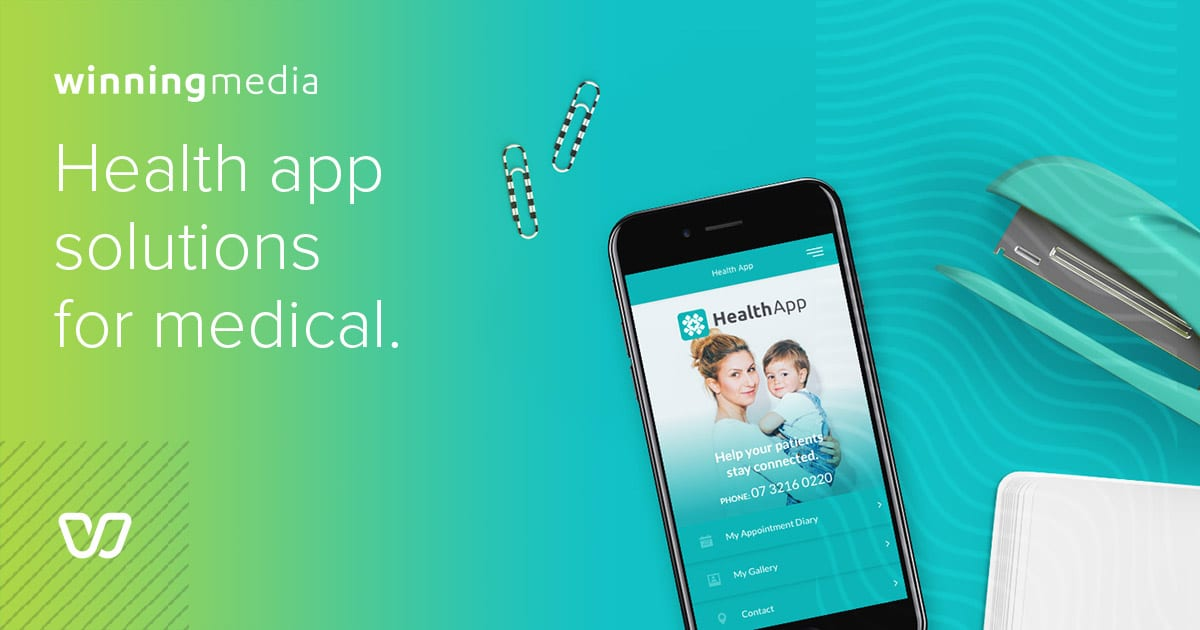 winningmedia
Health app
solutions
for medical.
Health App
HealthApp
Help your patients
stay connected.
PHONE: 07 3216 0220
My Appointment Diary
My Gallery
Contact